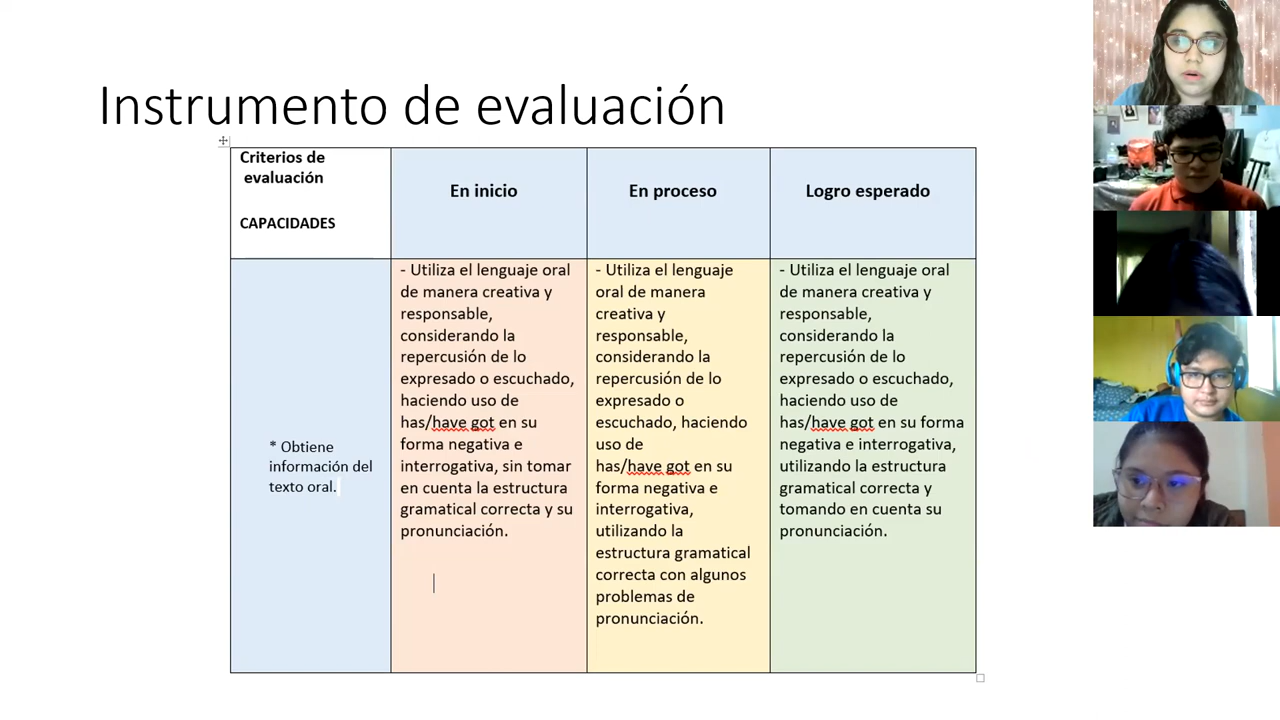 Instrumento de evaluación
Criterios de
evaluación
CAPACIDADES
En inicio
En proceso
Logro esperado
* Obtiene
información del
texto oral.
- Utiliza el lenguaje oral
de manera creativa y
responsable,
considerando la
repercusión de lo
expresado o escuchado,
haciendo uso de
has/have got en su
forma negativa e
interrogativa, sin tomar
en cuenta la estructura
gramatical correcta y su
pronunciación.
- Utiliza el lenguaje
oral de manera
creativa y
responsable,
considerando la
repercusión de lo
expresado o
escuchado, haciendo
uso de
has/have got en su
forma negativa e
interrogativa,
utilizando la
estructura gramatical
correcta con algunos
problemas de
pronunciación.
- Utiliza el lenguaje oral
de manera creativa y
responsable,
considerando la
repercusión de lo
expresado o escuchado,
haciendo uso de
has/have got en su forma
negativa e interrogativa,
utilizando la estructura
gramatical correcta y
tomando en cuenta su
pronunciación.